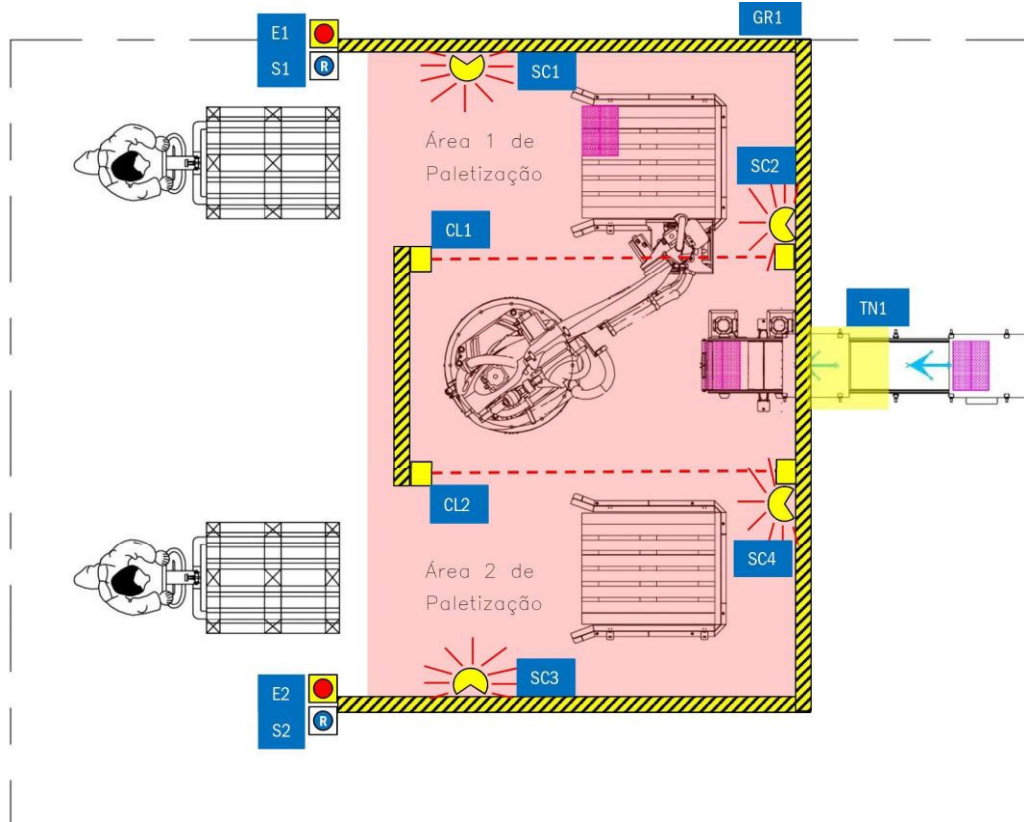 GR1
E1
S1
R
SC1
Área 1 de
Paletização
SC2
CL1
TN1
CL2
SC4
Área 2 de
Paletização
SC3
E2
S2
R